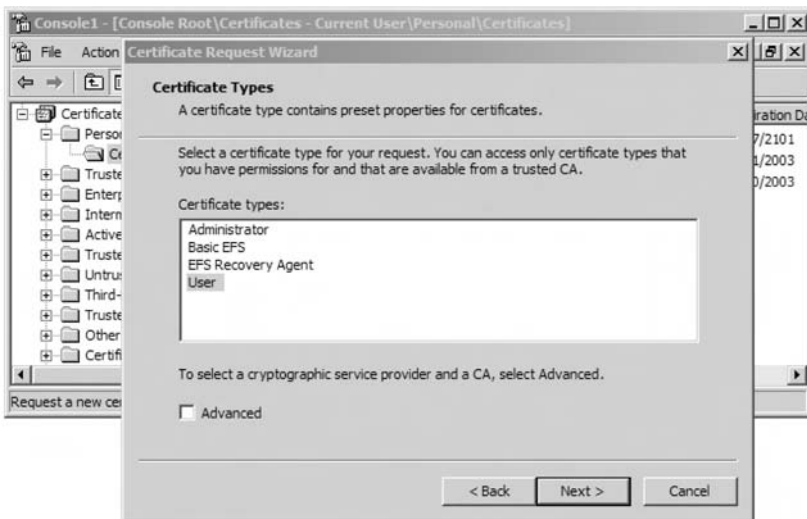 Console1 - [Console Root\Certificates - Current User\Personal\Certificates]
File Action
Certificate Request Wizard
Certificate Types
A certificate type contains preset properties for certificates.
Select a certificate type for your request. You can access only certificate types that
you have permissions for and that are available from a trusted CA.
Certificate types:
Administrator
Basic EFS
EFS Recovery Agent
User
To select a cryptographic service provider and a CA, select Advanced.
Advanced
< Back Next > Cancel
Certificate
Perso
Ce
Truste
Enterp
Interm
Active
Truste
Untrus
Third-
Truste
Other
Certifi
Request a new cer
iration Da
7/2101
1/2003
0/2003